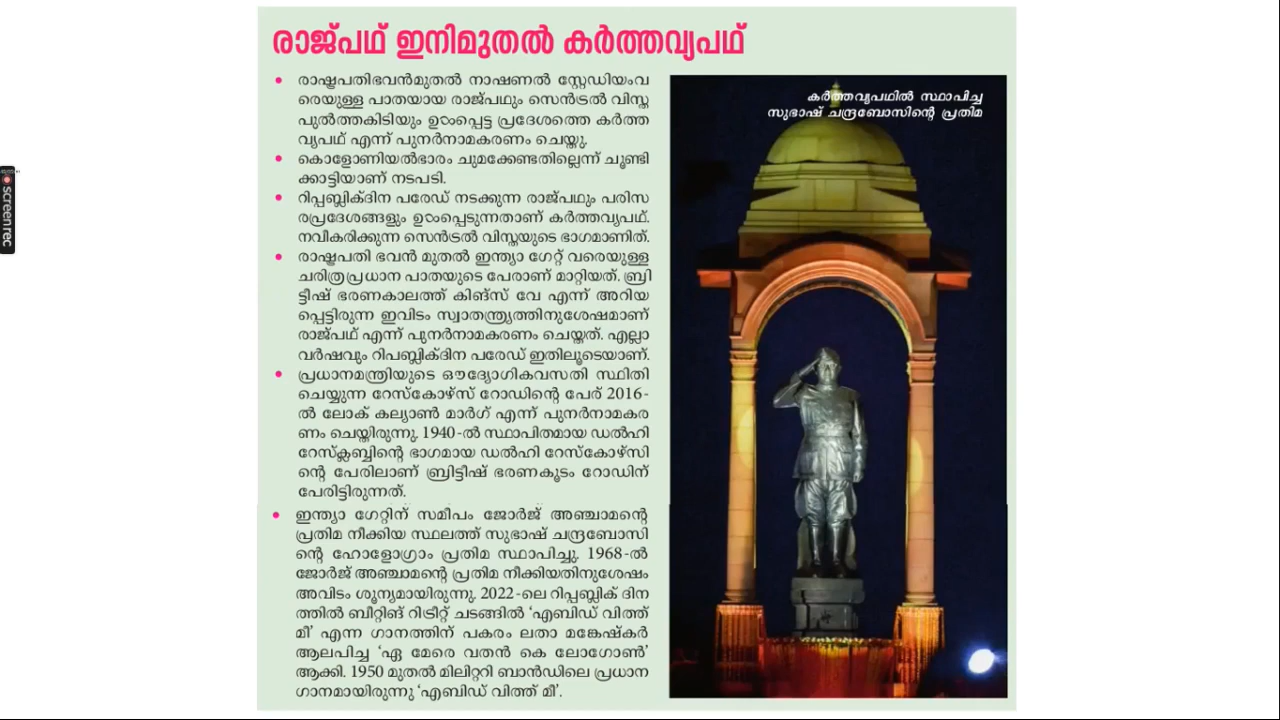 രാജ്പഥ് ഇനിമുതൽ കർത്തവ്യപഥ്
• രാഷ്ട്രപതിഭവൻമുതൽ നാഷണൽ സ്റ്റേഡിയംവ
രെയുള്ള പാതയായ രാജ്പഥും സെൻട്രൽ വിസ്ത
പുൽത്തകിടിയും ഉൾപ്പെട്ട പ്രദേശത്തെ കർത്ത
വ്യപഥ് എന്ന് പുനർനാമകരണം ചെയ്തു.
• കൊളോണിയൽഭാരം ചുമക്കേണ്ടതില്ലെന്ന് ചൂണ്ടി
ക്കാട്ടിയാണ് നടപടി.
• റിപ്പബ്ലിക്ദിന പരേഡ് നടക്കുന്ന രാജ്പഥും പരിസ
രപ്രദേശങ്ങളും ഉൾപ്പെടുന്നതാണ് കർത്തവ്യപഥ്.
നവീകരിക്കുന്ന സെൻട്രൽ വിസ്തയുടെ ഭാഗമാണിത്.
• രാഷ്ട്രപതി ഭവൻ മുതൽ ഇന്ത്യാ ഗേറ്റ് വരെയുള്ള
ചരിത്രപ്രധാന പാതയുടെ പേരാണ് മാറ്റിയത്. ബ്രി
ട്ടീഷ് ഭരണകാലത്ത് കിങ്സ് വേ എന്ന് അറിയ
പ്പെട്ടിരുന്ന ഇവിടം സ്വാതന്ത്ര്യത്തിനുശേഷമാണ്
രാജ്പഥ് എന്ന് പുനർനാമകരണം ചെയ്തത്. എല്ലാ
വർഷവും റിപബ്ലിക്ദിന പരേഡ് ഇതിലൂടെയാണ്.
• പ്രധാനമന്ത്രിയുടെ ഔദ്യോഗികവസതി സ്ഥിതി
ചെയ്യുന്ന റേസ്കോഴ്സ് റോഡിന്റെ പേര് 2016-
ൽ ലോക് കല്യാൺ മാർഗ് എന്ന് പുനർനാമകര
ണം ചെയ്തിരുന്നു. 1940-ൽ സ്ഥാപിതമായ ഡൽഹി
റേസ്ക്ലബ്ബിന്റെ ഭാഗമായ ഡൽഹി റേസ്കോഴ്സി
ന്റെ പേരിലാണ് ബ്രിട്ടീഷ് ഭരണകൂടം റോഡിന്
പേരിട്ടിരുന്നത്.
• ഇന്ത്യാ ഗേറ്റിന് സമീപം ജോർജ് അഞ്ചാമന്റെ
പ്രതിമ നീക്കിയ സ്ഥലത്ത് സുഭാഷ് ചന്ദ്രബോസി
ന്റെ ഹോളോഗ്രാം പ്രതിമ സ്ഥാപിച്ചു. 1968-ൽ
ജോർജ് അഞ്ചാമന്റെ പ്രതിമ നീക്കിയതിനുശേഷം
അവിടം ശൂന്യമായിരുന്നു. 2022-ലെ റിപ്പബ്ലിക് ദിന
ത്തിൽ ബീറ്റിങ് റിട്രീറ്റ് ചടങ്ങിൽ 'എബിഡ് വിത്ത്
മീ' എന്ന ഗാനത്തിന് പകരം ലതാ മങ്കേഷ്കർ
ആലപിച്ച 'ഏ മേരെ വതൻ കെ ലോഗോൺ'
ആക്കി. 1950 മുതൽ മിലിറ്ററി ബാൻഡിലെ പ്രധാന
ഗാനമായിരുന്നു 'എബിഡ് വിത്ത് മീ'.
കർത്തവ്യപഥിൽ സ്ഥാപിച്ച
സുഭാഷ് ചന്ദ്രബോസിന്റെ പ്രതിമ
screenrec